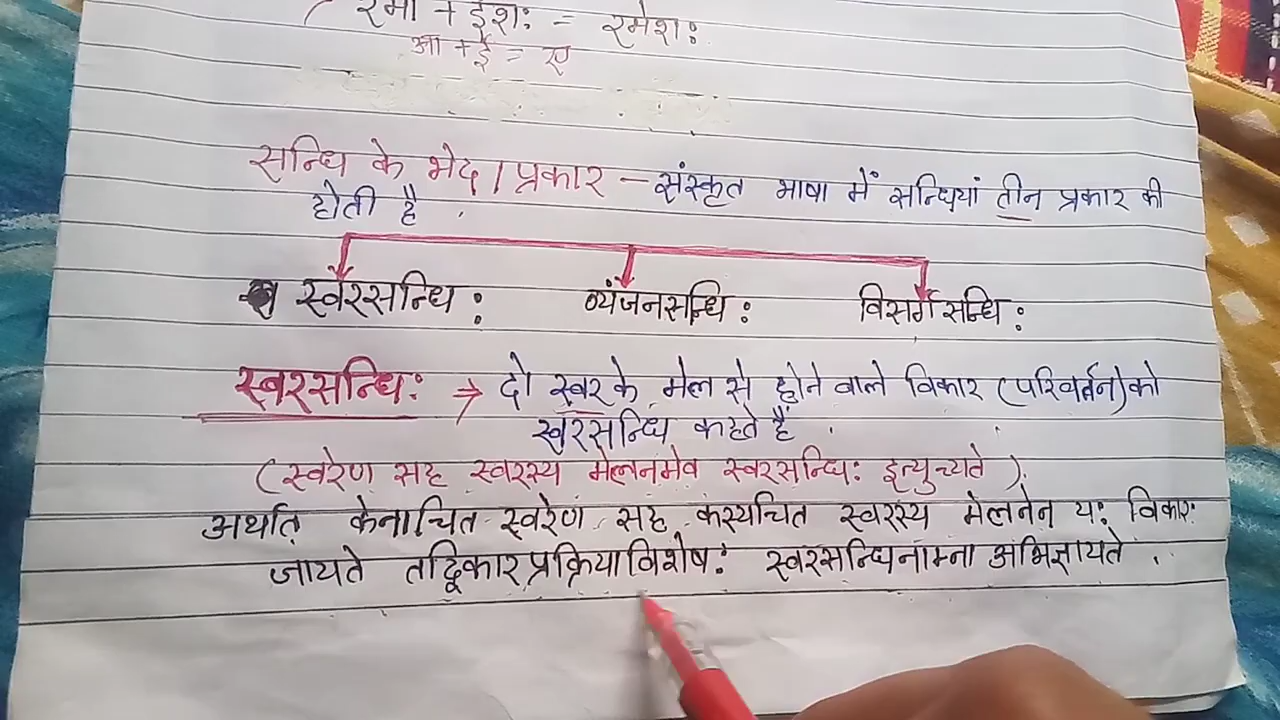 रमा + ईशः = रमेशः
आ + ई = ए
सन्धि के भेद / प्रकार – संस्कृत भाषा में सन्धियां तीन प्रकार की
होती है .
स्वरसन्धि : व्यंजनसन्धि : विसर्गसन्धि :
स्वरसन्धि : → दो स्वर के मेल से होने वाले विकार (परिवर्तन) को
स्वरसन्धि कहते हैं .
(स्वरेण सह स्वरस्य मेलनमेव स्वरसन्धिः इत्युच्यते)
अर्थात् केनाचित स्वरेण सह कस्यचित स्वरस्य मेलनेन यः विकारः
जायते तद्विकारप्रक्रियाविशेषः स्वरसन्धिनाम्ना अभिज्ञायते .